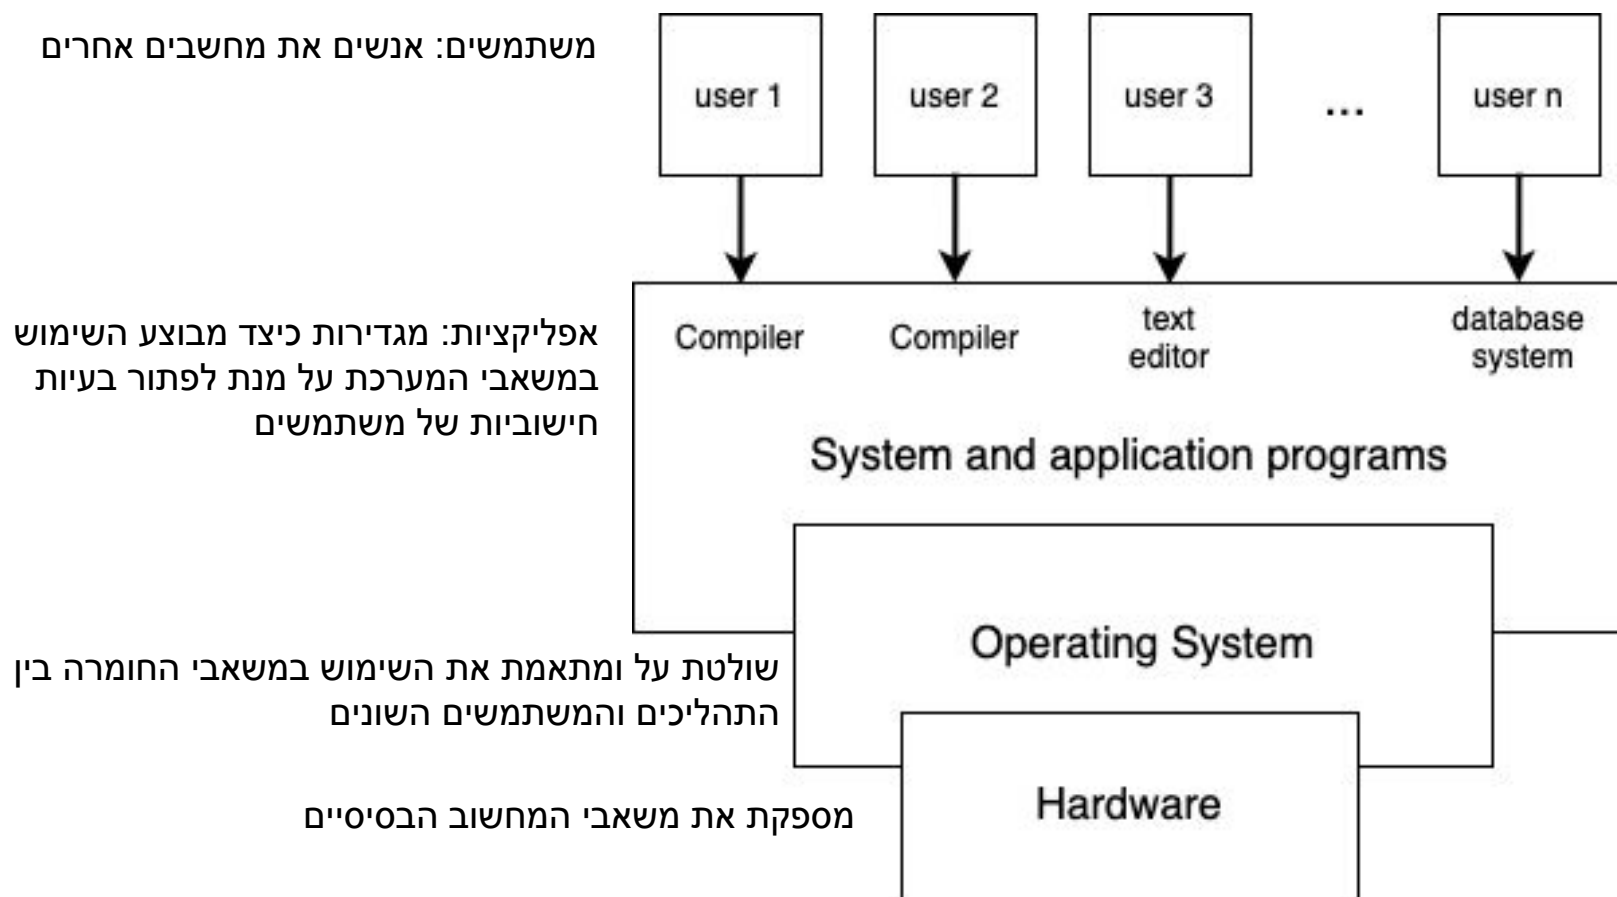 משתמשים: אנשים את מחשבים אחרים
user 1
user 2
user 3
...
user n
אפליקציות: מגדירות כיצד מבוצע השימוש
במשאבי המערכת על מנת לפתור בעיות
חישוביות של משתמשים
Compiler
Compiler
text
editor
database
system
System and application programs
Operating System
שולטת על ומתאמת את השימוש במשאבי החומרה בין
התהליכים והמשתמשים השונים
Hardware
מספקת את משאבי המחשוב הבסיסיים